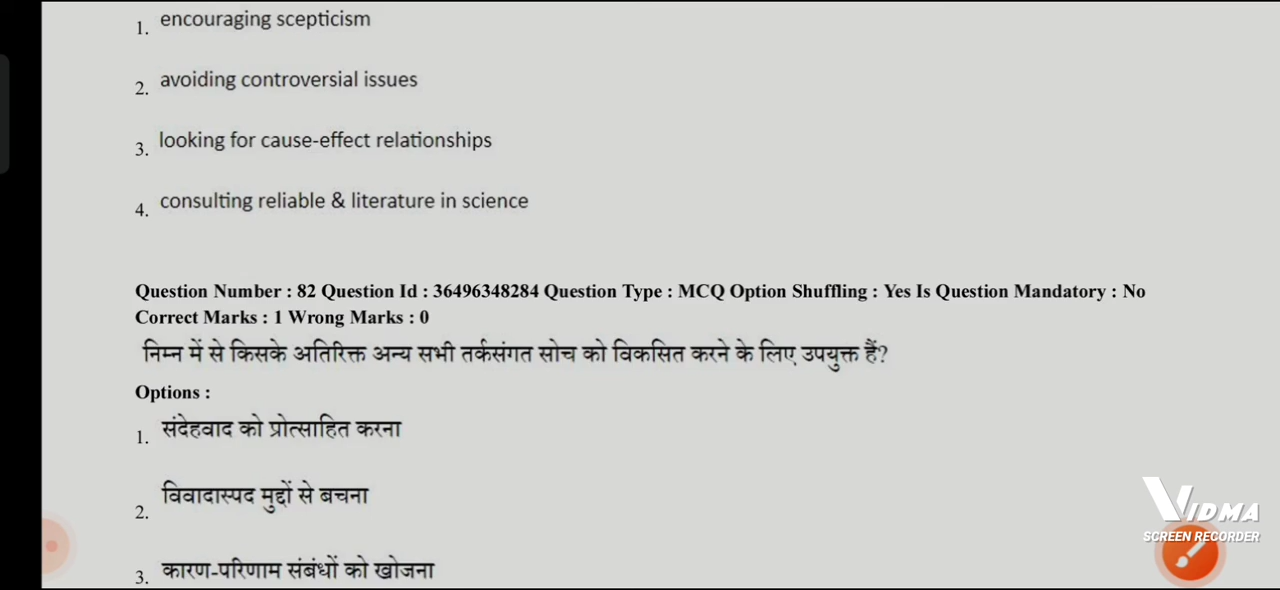 1. encouraging scepticism
2. avoiding controversial issues
3. looking for cause-effect relationships
4. consulting reliable & literature in science
Question Number : 82 Question Id : 36496348284 Question Type : MCQ Option Shuffling : Yes Is Question Mandatory : No
Correct Marks : 1 Wrong Marks : 0
निम्न में से किसके अतिरिक्त अन्य सभी तर्कसंगत सोच को विकसित करने के लिए उपयुक्त हैं?
Options :
1. संदेहवाद को प्रोत्साहित करना
2. विवादास्पद मुद्दों से बचना
3. कारण-परिणाम संबंधों को खोजना
VIDMA
SCREEN RECORDER